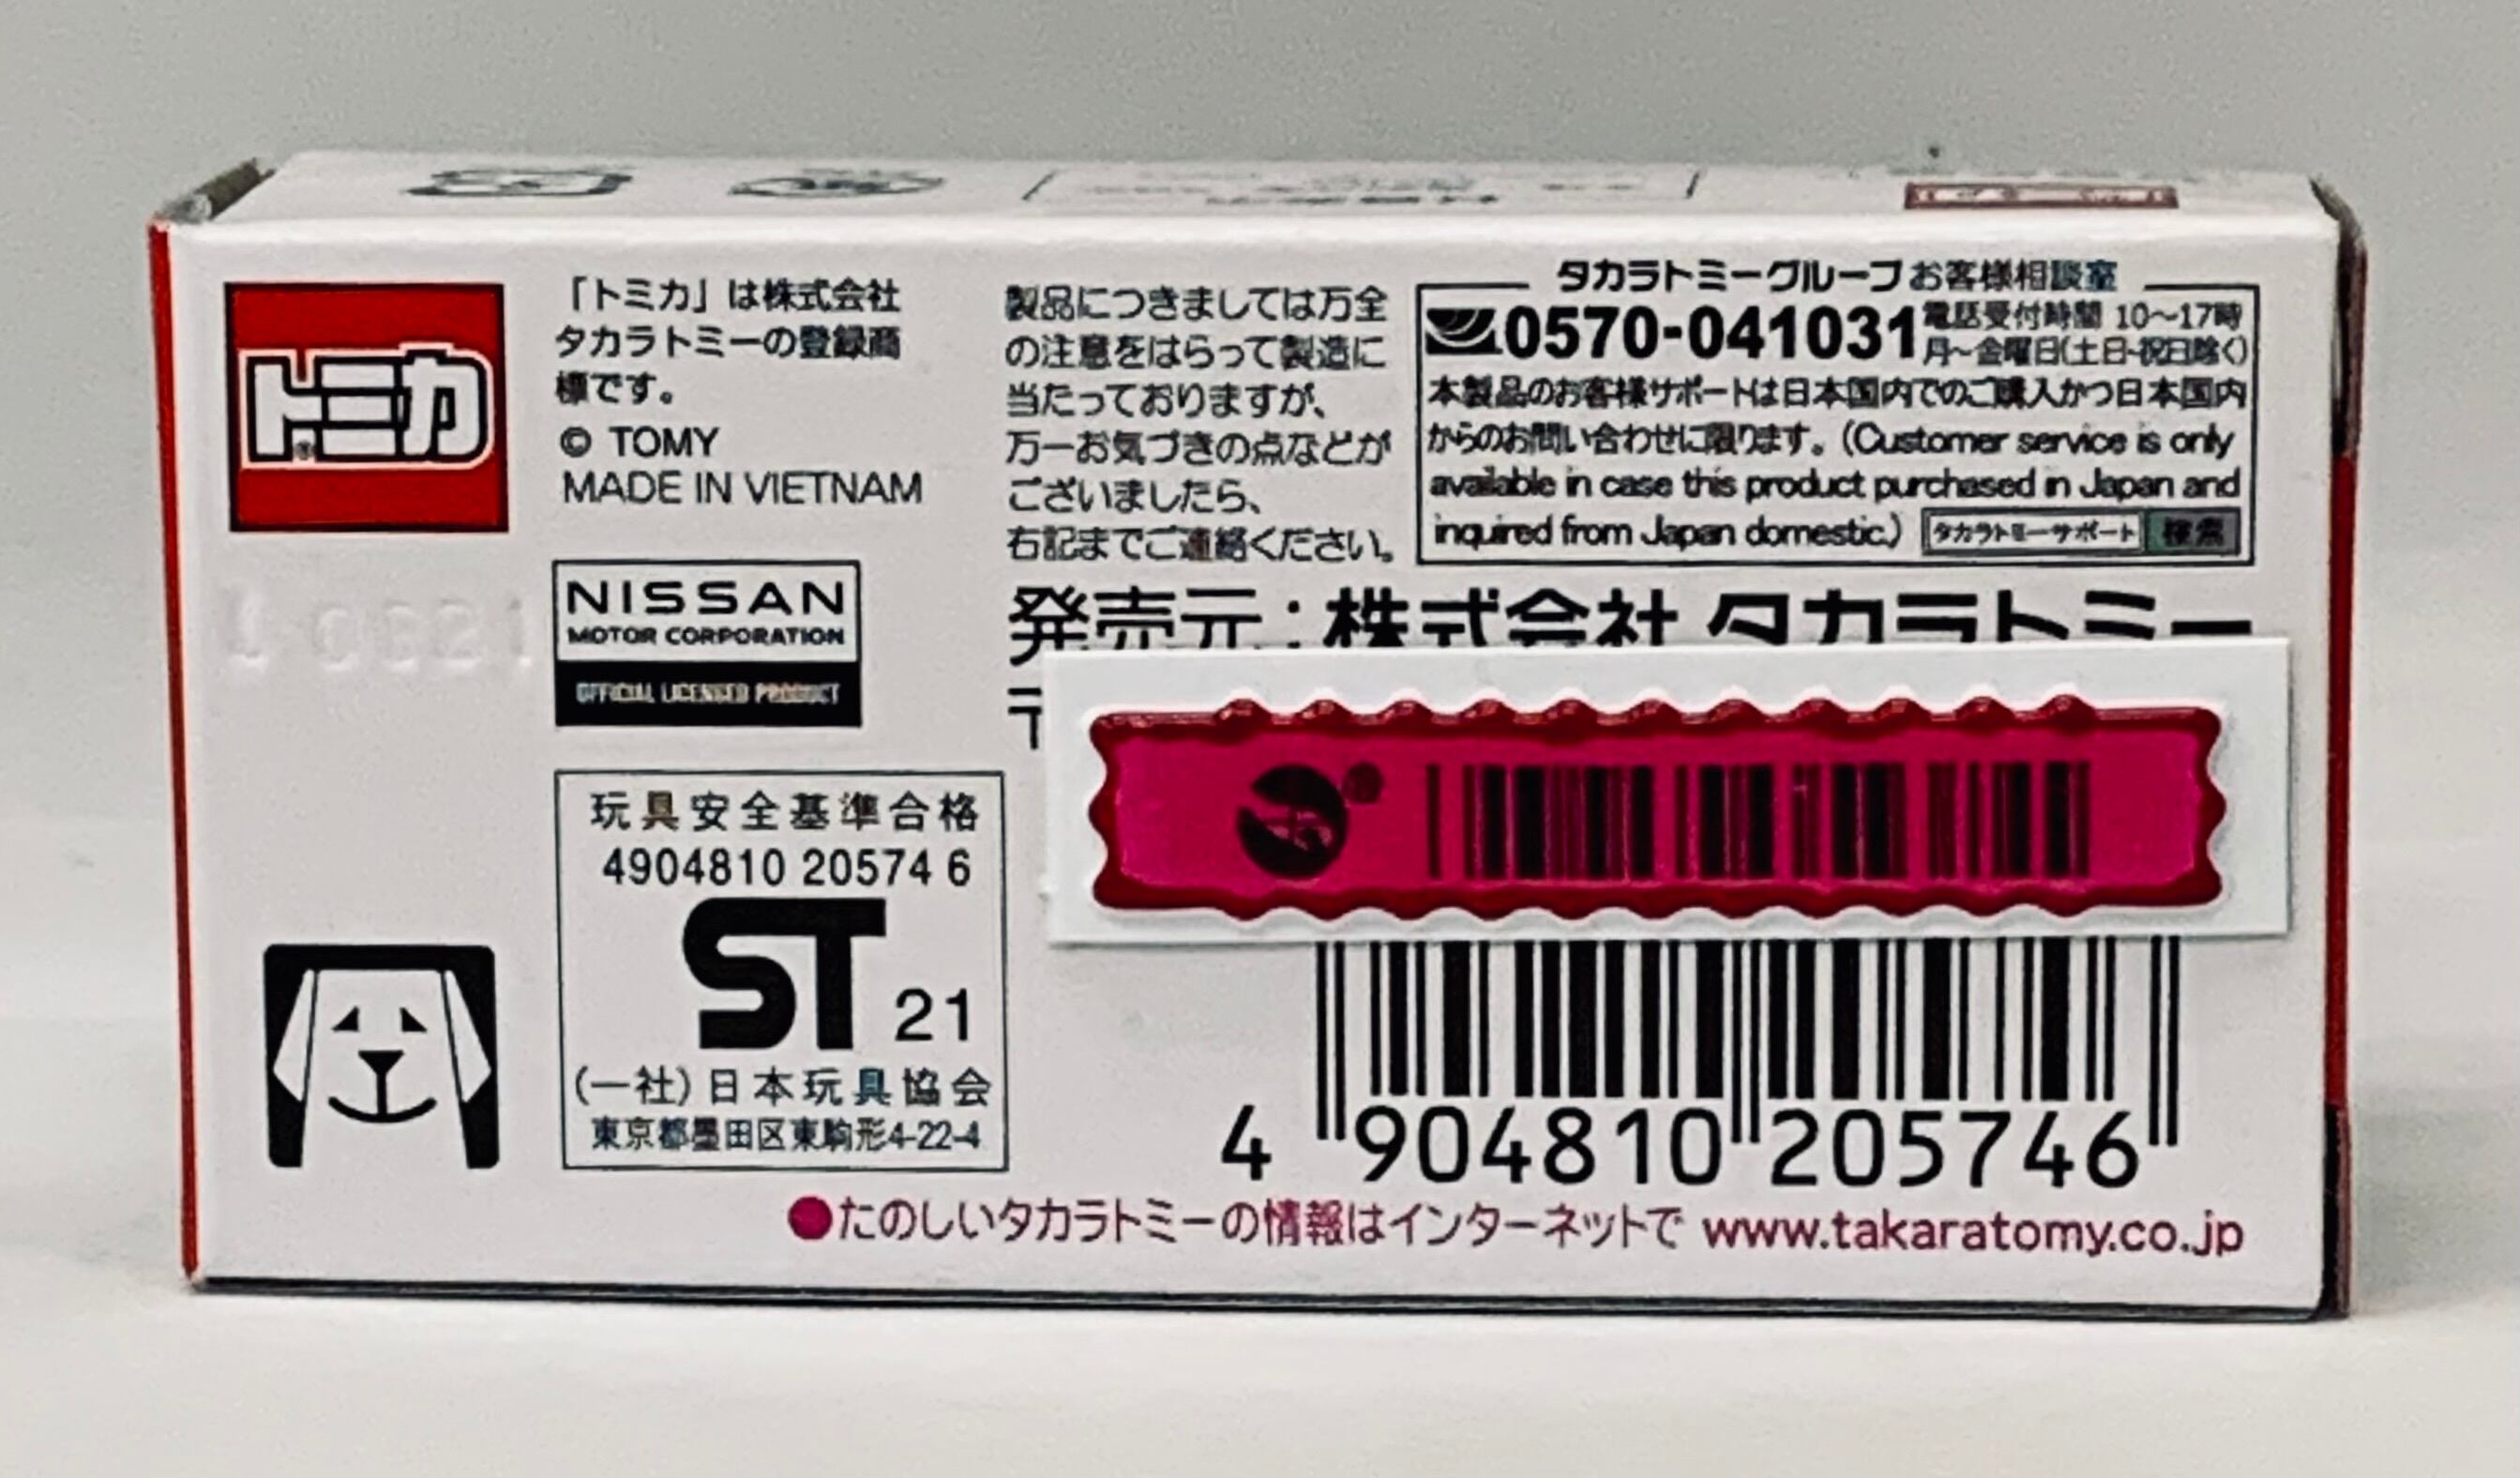 トミカ
「トミカ」は株式会社
タカラトミーの登録商
標です。
© TOMY
MADE IN VIETNAM
NISSAN
MOTOR CORPORATION
OFFICIAL LICENSED PRODUCT
玩具安全基準合格
4904810 20574 6
ST 21
(一社)日本玩具協会
東京都墨田区東駒形4-22-4
製品につきましては万全
の注意をはらって製造に
当たっておりますが、
万一お気づきの点などが
ございましたら、
右記までご連絡ください。
タカラトミーグループお客様相談室
0570-041031
電話受付時間 10〜17時
月〜金曜日(土日・祝日除く)
本製品のお客様サポートは日本国内でのご購入かつ日本国内
からのお問い合わせに限ります。(Customer service is only
available in case this product purchased in Japan and
inquired from Japan domestic.) タカラトミーサポート 検索
発売元:株式会社 タカラトミー
〒
4 904810 205746
●たのしいタカラトミーの情報はインターネットで www.takaratomy.co.jp